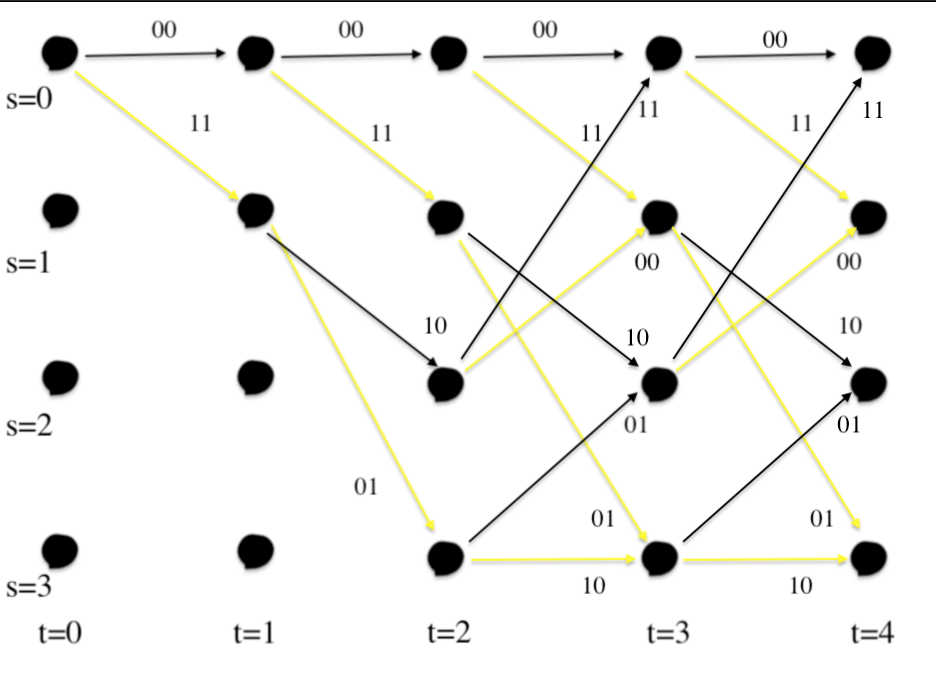 00 00 00 00
s=0
11 11 11 11 11 11
s=1
00 00
10 10 10
s=2
01 01
01 01 01
s=3
10 10
t=0 t=1 t=2 t=3 t=4